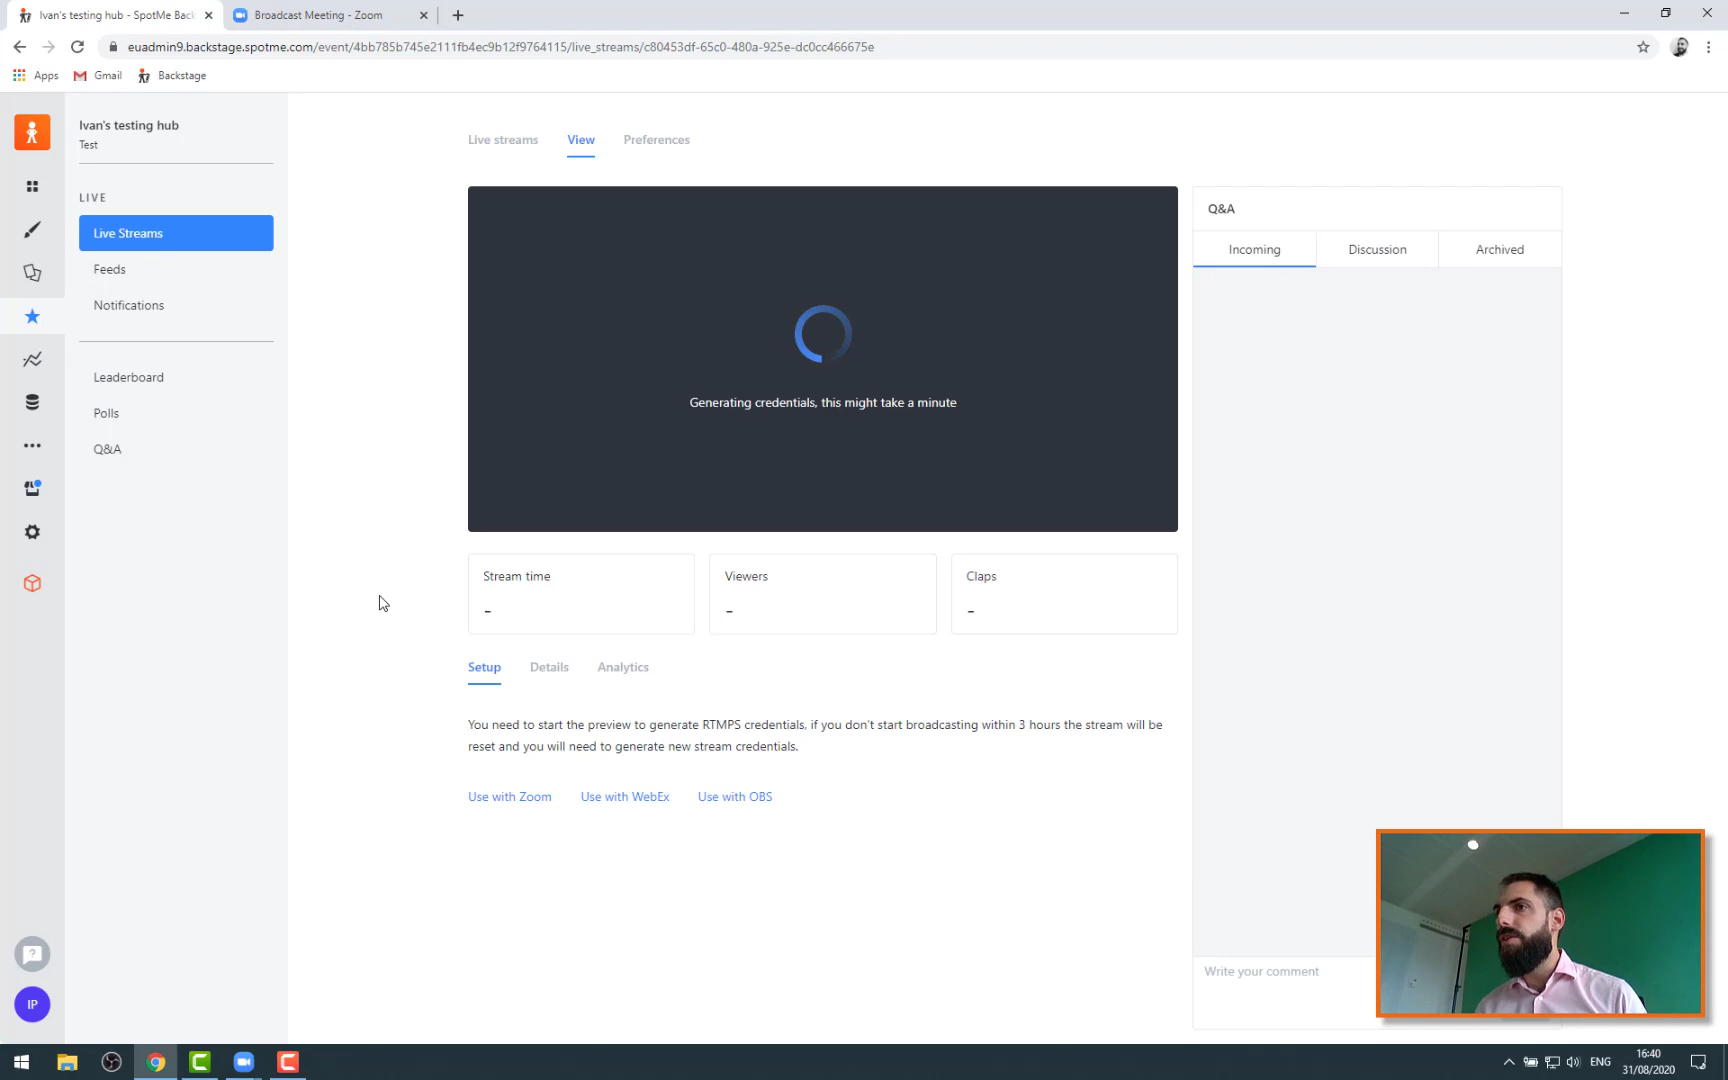 Ivan's testing hub - SpotMe Back
Broadcast Meeting - Zoom
euadmin9.backstage.spotme.com/event/4bb785b745e2111fb4ec9b12f9764115/live_streams/c80453df-65c0-480a-925e-dc0cc466675e
Apps
Gmail
Backstage
Ivan's testing hub
Test
LIVE
Live Streams
Feeds
Notifications
Leaderboard
Polls
Q&A
IP
Live streams
View
Preferences
Generating credentials, this might take a minute
Stream time
-
Viewers
-
Claps
-
Setup
Details
Analytics
You need to start the preview to generate RTMPS credentials, if you don't start broadcasting within 3 hours the stream will be
reset and you will need to generate new stream credentials.
Use with Zoom
Use with WebEx
Use with OBS
Q&A
Incoming
Discussion
Archived
Write your comment
ENG
16:40
31/08/2020